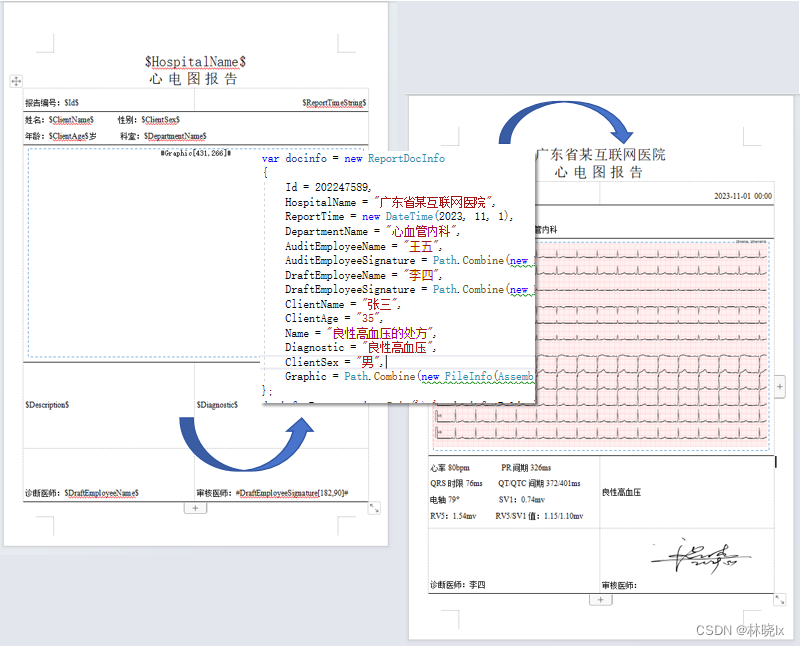 $HospitalName$
心 电 图 报 告
报告编号: $Id$
$ReportTimeString$
姓名: $ClientName$ 性别: $ClientSex$
年龄: $ClientAge$岁 科室: $DepartmentName$
#Graphic[431,266]#
$Description$
$Diagnostic$
诊断医师: $DraftEmployeeName$
审核医师: #DraftEmployeeSignature[182,90]#
var docinfo = new ReportDocInfo
{
Id = 202247589,
HospitalName = "广东省某互联网医院",
ReportTime = new DateTime(2023, 11, 1),
DepartmentName = "心血管内科",
AuditEmployeeName = "王五",
AuditEmployeeSignature = Path.Combine(new
DraftEmployeeName = "李四",
DraftEmployeeSignature = Path.Combine(new
ClientName = "张三",
ClientAge = "35",
Name = "良性高血压的处方",
Diagnostic = "良性高血压",
ClientSex = "男",
Graphic = Path.Combine(new FileInfo(Assemb
};
广东省某互联网医院
心 电 图 报 告
2023-11-01 00:00
管内科
心率 80bpm PR 间期 326ms
QRS 时限 76ms QT/QTC 间期 372/401ms
电轴 79° SV1: 0.74mv
RV5: 1.54mv RV5/SV1 值: 1.15/1.10mv
良性高血压
诊断医师: 李四
审核医师:
CSDN @林晓lx